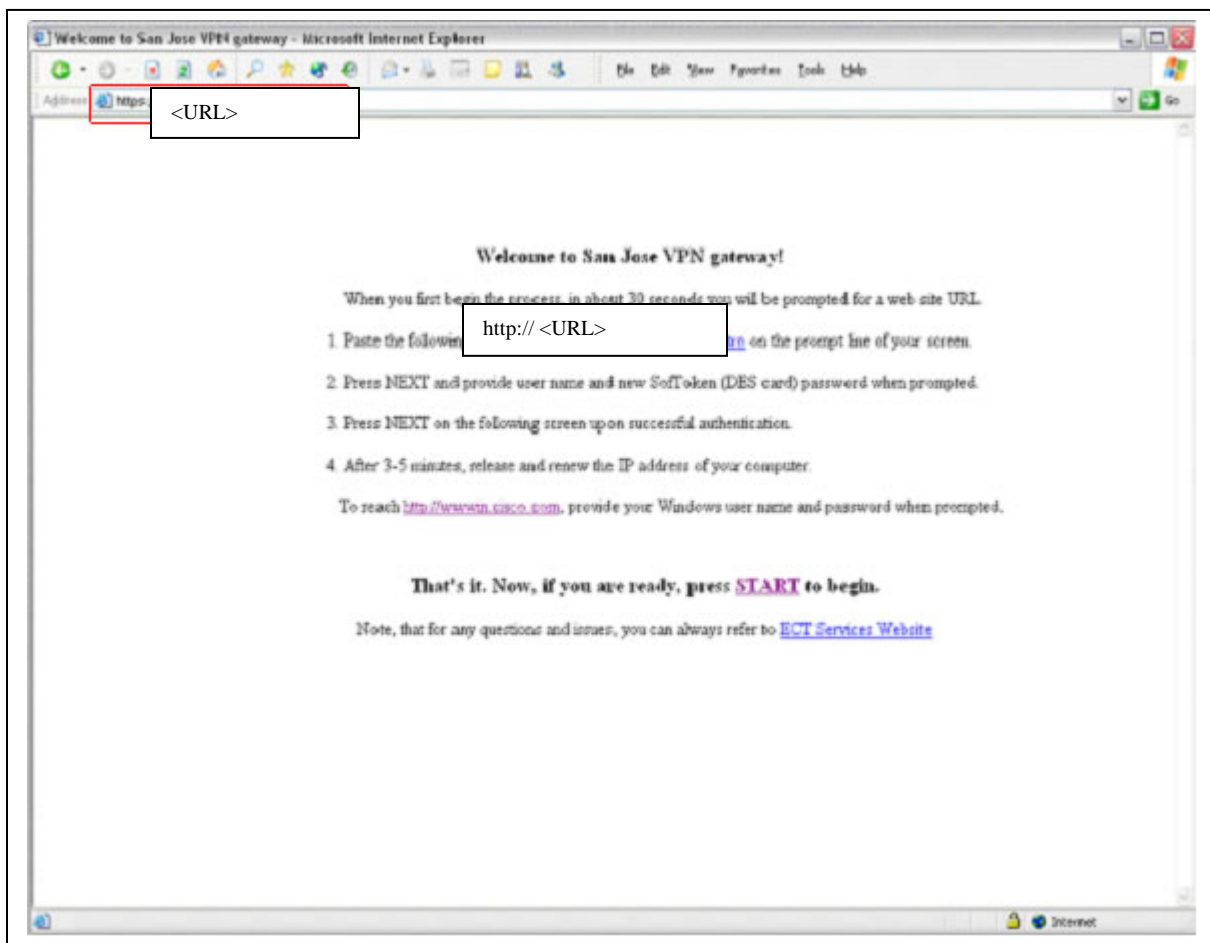 Welcome to San Jose VPN gateway - Microsoft Internet Explorer
File Edit View Favorites Tools Help
Address https: <URL> Go
Welcome to San Jose VPN gateway!
When you first begin the process, in about 30 seconds you will be prompted for a web site URL.
1. Paste the following http:// <URL> on the prompt line of your screen.
2. Press NEXT and provide user name and new SofToken (DES card) password when prompted.
3. Press NEXT on the following screen upon successful authentication.
4. After 3-5 minutes, release and renew the IP address of your computer.
To reach http://wwwin.cisco.com, provide your Windows user name and password when prompted.
That's it. Now, if you are ready, press START to begin.
Note, that for any questions and issues, you can always refer to ECT Services Website
Internet